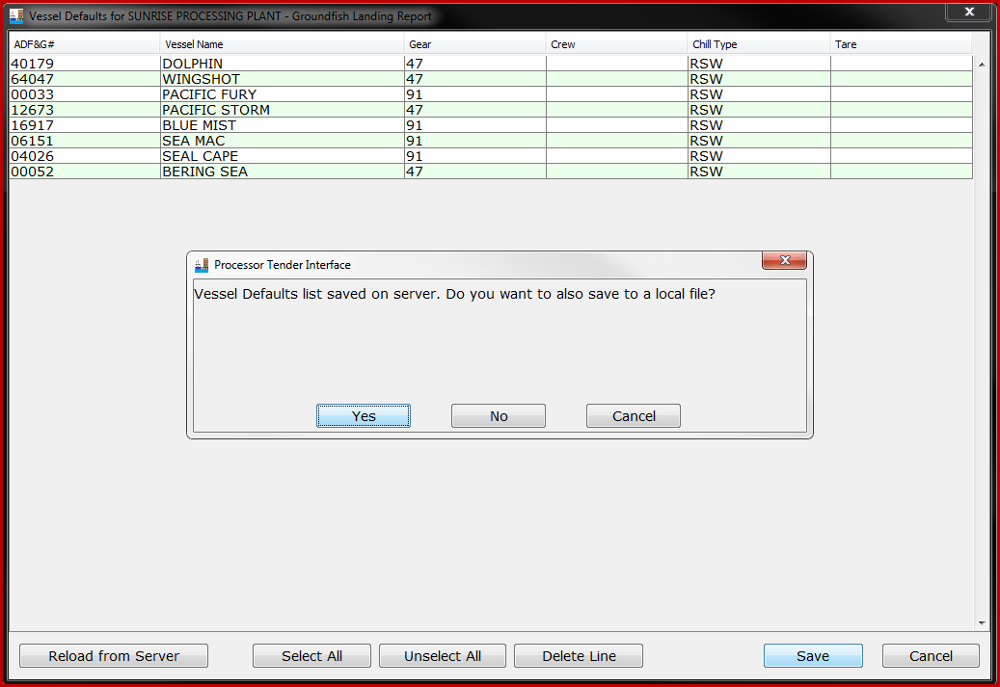 Vessel Defaults for SUNRISE PROCESSING PLANT - Groundfish Landing Report
ADF&G# Vessel Name Gear Crew Chill Type Tare
40179 DOLPHIN 47 RSW
64047 WINGSHOT 47 RSW
00033 PACIFIC FURY 91 RSW
12673 PACIFIC STORM 47 RSW
16917 BLUE MIST 91 RSW
06151 SEA MAC 91 RSW
04026 SEAL CAPE 91 RSW
00052 BERING SEA 47 RSW
Processor Tender Interface
Vessel Defaults list saved on server. Do you want to also save to a local file?
Yes No Cancel
Reload from Server Select All Unselect All Delete Line Save Cancel